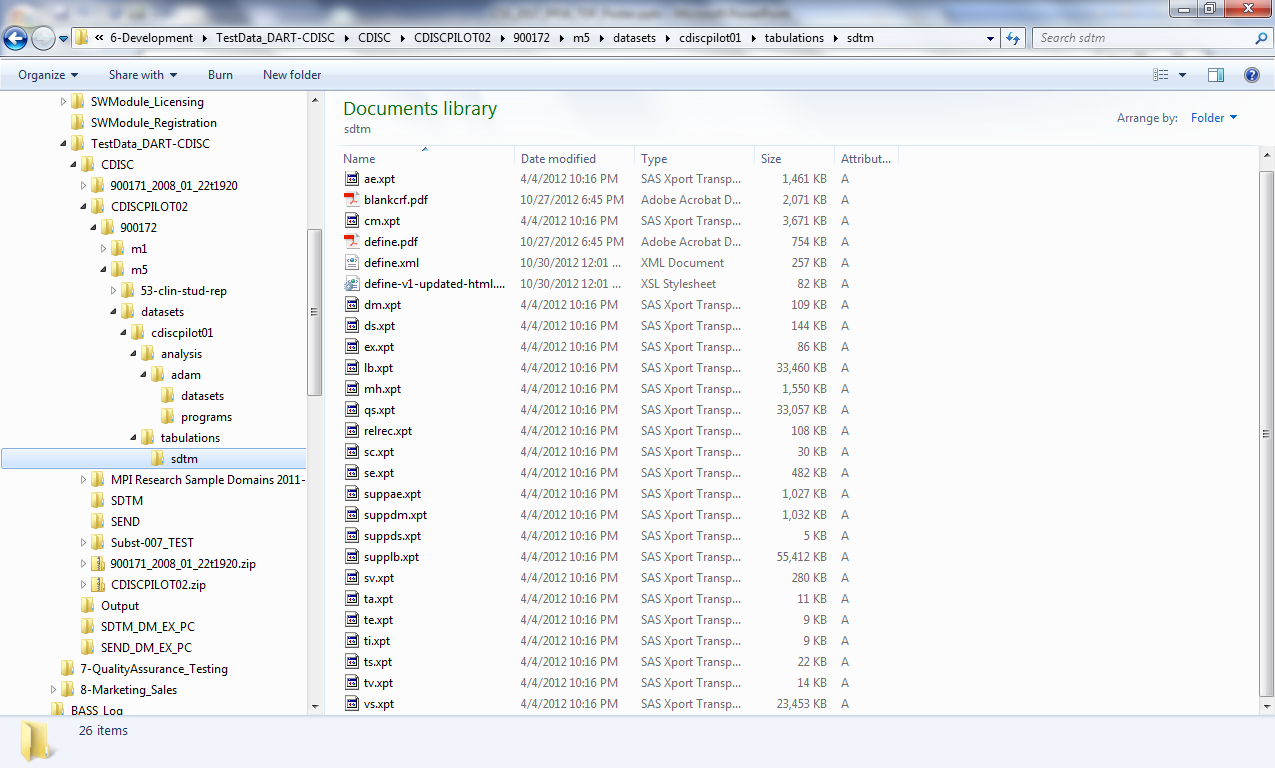 « 6-Development ▸ TestData_DART-CDISC ▸ CDISC ▸ CDISCPILOT02 ▸ 900172 ▸ m5 ▸ datasets ▸ cdiscpilot01 ▸ tabulations ▸ sdtm
Search sdtm
Organize Share with Burn New folder
SWModule_Licensing
SWModule_Registration
TestData_DART-CDISC
CDISC
900171_2008_01_22t1920
CDISCPILOT02
900172
m1
m5
53-clin-stud-rep
datasets
cdiscpilot01
analysis
adam
datasets
programs
tabulations
sdtm
MPI Research Sample Domains 2011-
SDTM
SEND
Subst-007_TEST
900171_2008_01_22t1920.zip
CDISCPILOT02.zip
Output
SDTM_DM_EX_PC
SEND_DM_EX_PC
7-QualityAssurance_Testing
8-Marketing_Sales
BASS_Log
Documents library
sdtm
Arrange by: Folder
Name Date modified Type Size Attribut...
ae.xpt 4/4/2012 10:16 PM SAS Xport Transp... 1,461 KB A
blankcrf.pdf 10/27/2012 6:45 PM Adobe Acrobat D... 2,071 KB A
cm.xpt 4/4/2012 10:16 PM SAS Xport Transp... 3,671 KB A
define.pdf 10/27/2012 6:45 PM Adobe Acrobat D... 754 KB A
define.xml 10/30/2012 12:01 ... XML Document 257 KB A
define-v1-updated-html.... 10/30/2012 12:01 ... XSL Stylesheet 82 KB A
dm.xpt 4/4/2012 10:16 PM SAS Xport Transp... 109 KB A
ds.xpt 4/4/2012 10:16 PM SAS Xport Transp... 144 KB A
ex.xpt 4/4/2012 10:16 PM SAS Xport Transp... 86 KB A
lb.xpt 4/4/2012 10:16 PM SAS Xport Transp... 33,460 KB A
mh.xpt 4/4/2012 10:16 PM SAS Xport Transp... 1,550 KB A
qs.xpt 4/4/2012 10:16 PM SAS Xport Transp... 33,057 KB A
relrec.xpt 4/4/2012 10:16 PM SAS Xport Transp... 108 KB A
sc.xpt 4/4/2012 10:16 PM SAS Xport Transp... 30 KB A
se.xpt 4/4/2012 10:16 PM SAS Xport Transp... 482 KB A
suppae.xpt 4/4/2012 10:16 PM SAS Xport Transp... 1,027 KB A
suppdm.xpt 4/4/2012 10:16 PM SAS Xport Transp... 1,032 KB A
suppds.xpt 4/4/2012 10:16 PM SAS Xport Transp... 5 KB A
supplb.xpt 4/4/2012 10:16 PM SAS Xport Transp... 55,412 KB A
sv.xpt 4/4/2012 10:16 PM SAS Xport Transp... 280 KB A
ta.xpt 4/4/2012 10:16 PM SAS Xport Transp... 11 KB A
te.xpt 4/4/2012 10:16 PM SAS Xport Transp... 9 KB A
ti.xpt 4/4/2012 10:16 PM SAS Xport Transp... 9 KB A
ts.xpt 4/4/2012 10:16 PM SAS Xport Transp... 22 KB A
tv.xpt 4/4/2012 10:16 PM SAS Xport Transp... 14 KB A
vs.xpt 4/4/2012 10:16 PM SAS Xport Transp... 23,453 KB A
26 items